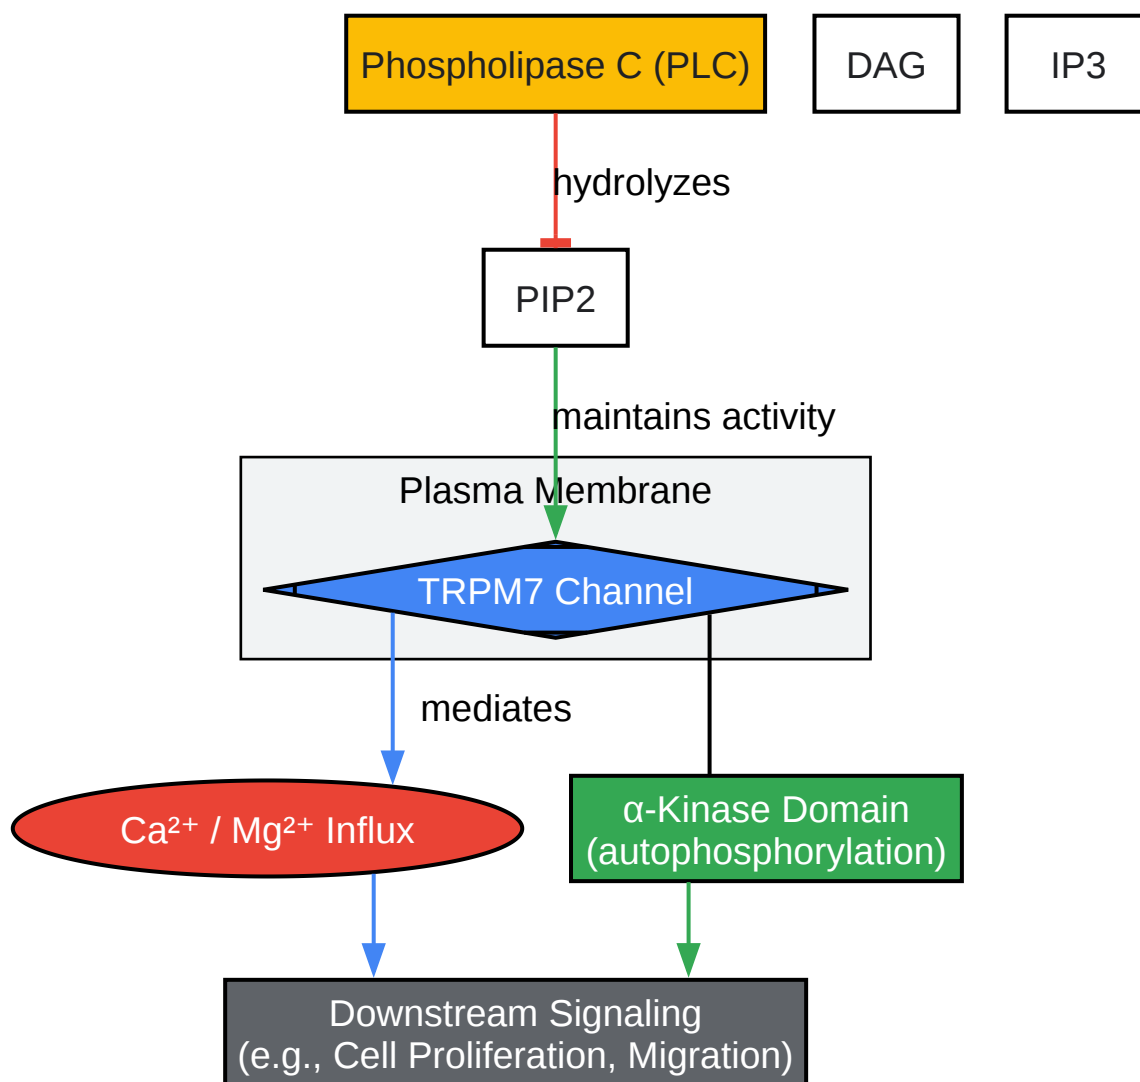 Phospholipase C (PLC)
DAG
IP3
hydrolyzes
PIP2
maintains activity
Plasma Membrane
TRPM7 Channel
mediates
Ca²⁺ / Mg²⁺ Influx
α-Kinase Domain
(autophosphorylation)
Downstream Signaling
(e.g., Cell Proliferation, Migration)